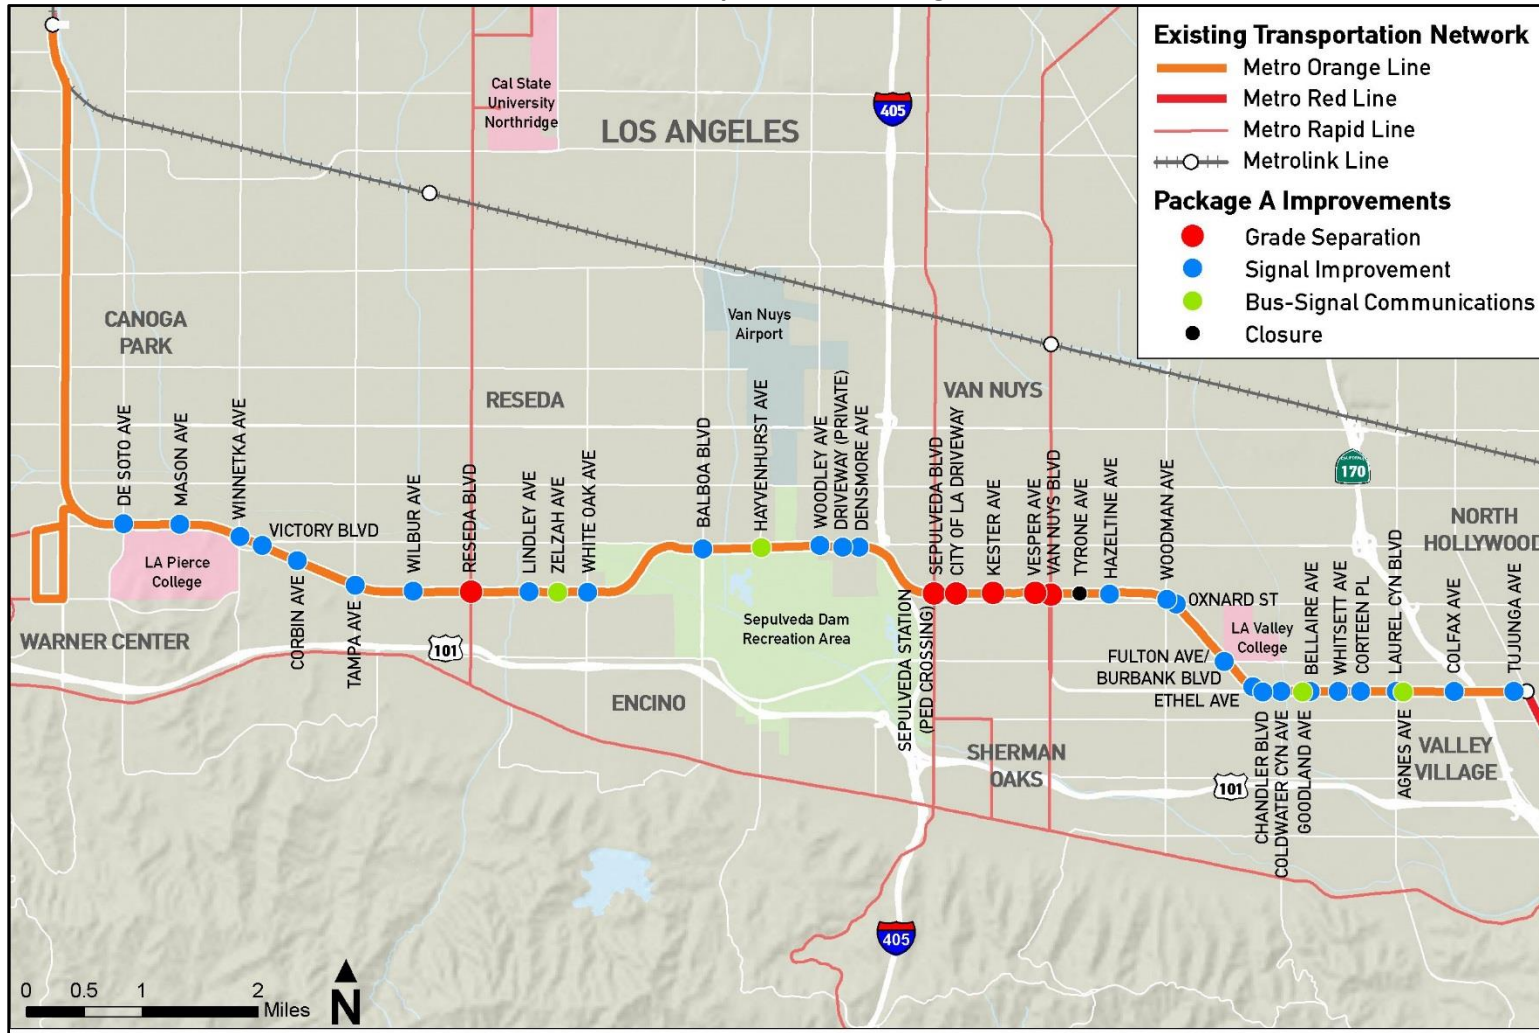 Existing Transportation Network
Metro Orange Line
Metro Red Line
Metro Rapid Line
Metrolink Line
Package A Improvements
Grade Separation
Signal Improvement
Bus-Signal Communications
Closure
Cal State
University
Northridge
LOS ANGELES
405
CANOGA
PARK
Van Nuys
Airport
RESEDA
VAN NUYS
CALIFORNIA
170
NORTH
HOLLYWOOD
DE SOTO AVE
MASON AVE
WINNETKA AVE
VICTORY BLVD
CORBIN AVE
TAMPA AVE
WILBUR AVE
RESEDA BLVD
LINDLEY AVE
ZELZAH AVE
WHITE OAK AVE
BALBOA BLVD
HAYVENHURST AVE
WOODLEY AVE
DRIVEWAY (PRIVATE)
DENSMORE AVE
SEPULVEDA STATION
(PED CROSSING)
SEPULVEDA BLVD
CITY OF LA DRIVEWAY
KESTER AVE
VESPER AVE
VAN NUYS BLVD
TYRONE AVE
HAZELTINE AVE
WOODMAN AVE
OXNARD ST
FULTON AVE/
BURBANK BLVD
ETHEL AVE
CHANDLER BLVD
COLDWATER CYN AVE
GOODLAND AVE
BELLAIRE AVE
WHITSETT AVE
CORTEEN PL
LAUREL CYN BLVD
AGNES AVE
COLFAX AVE
TUJUNGA AVE
LA Pierce
College
LA Valley
College
Sepulveda Dam
Recreation Area
WARNER CENTER
101
ENCINO
SHERMAN
OAKS
101
VALLEY
VILLAGE
405
0 0.5 1 2
Miles
N